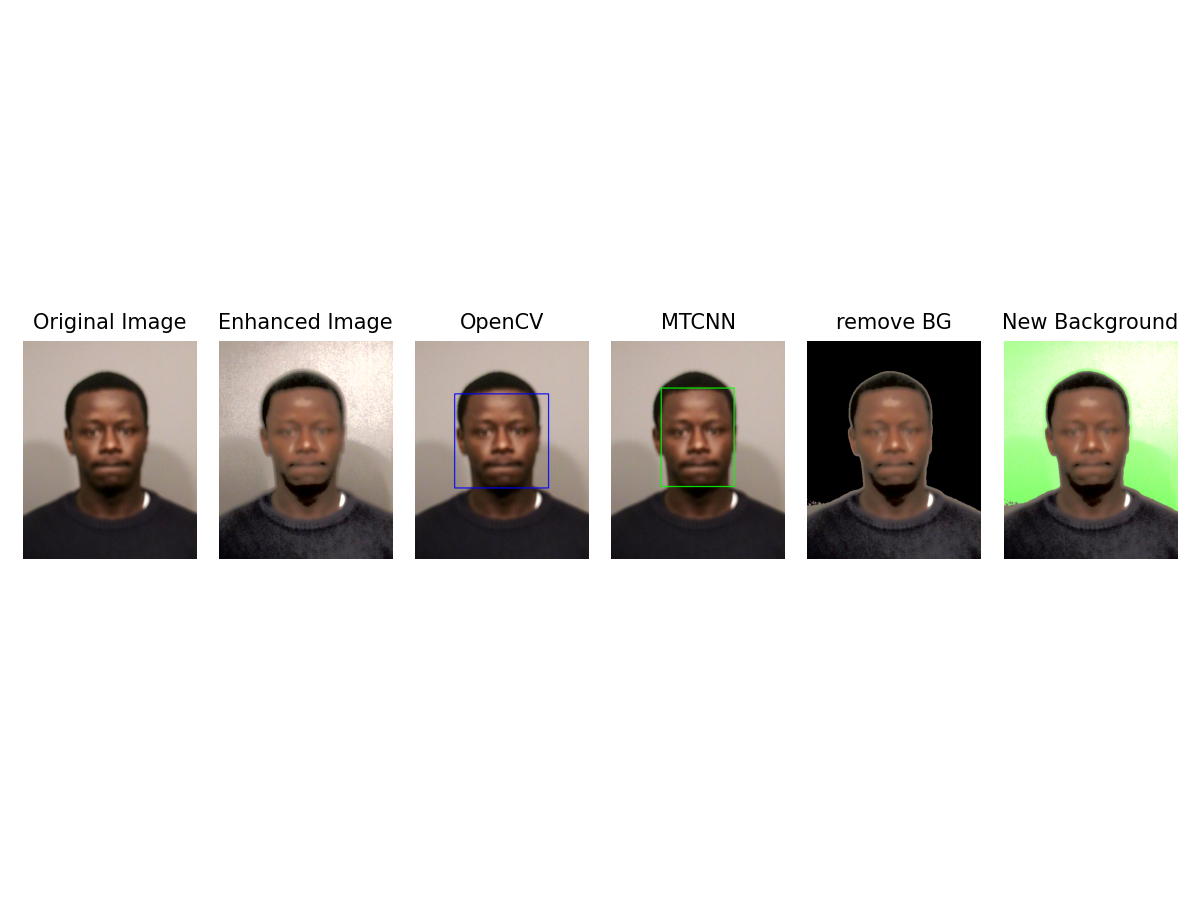 Original Image
Enhanced Image
OpenCV
MTCNN
remove BG
New Background